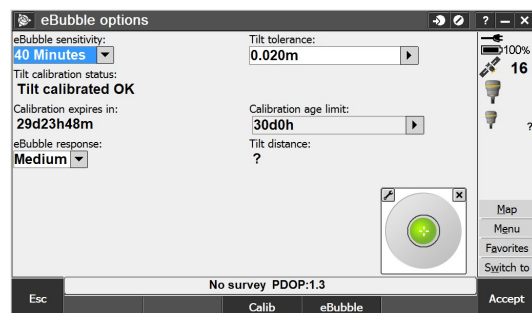 eBubble options
? – ×
eBubble sensitivity:
Tilt tolerance:
40 Minutes
0.020m
100%
16
Tilt calibration status:
Tilt calibrated OK
Calibration expires in:
Calibration age limit:
29d23h48m
30d0h
?
eBubble response:
Tilt distance:
Medium
?
Map
Menu
Favorites
Switch to
No survey PDOP:1.3
Esc
Calib
eBubble
Accept